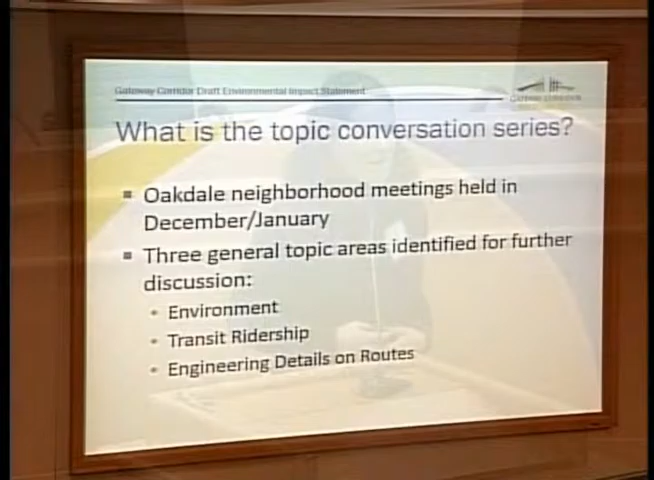 Gateway Corridor Draft Environmental Impact Statement
What is the topic conversation series?
Oakdale neighborhood meetings held in
December/January
Three general topic areas identified for further
discussion:
Environment
Transit Ridership
Engineering Details on Routes